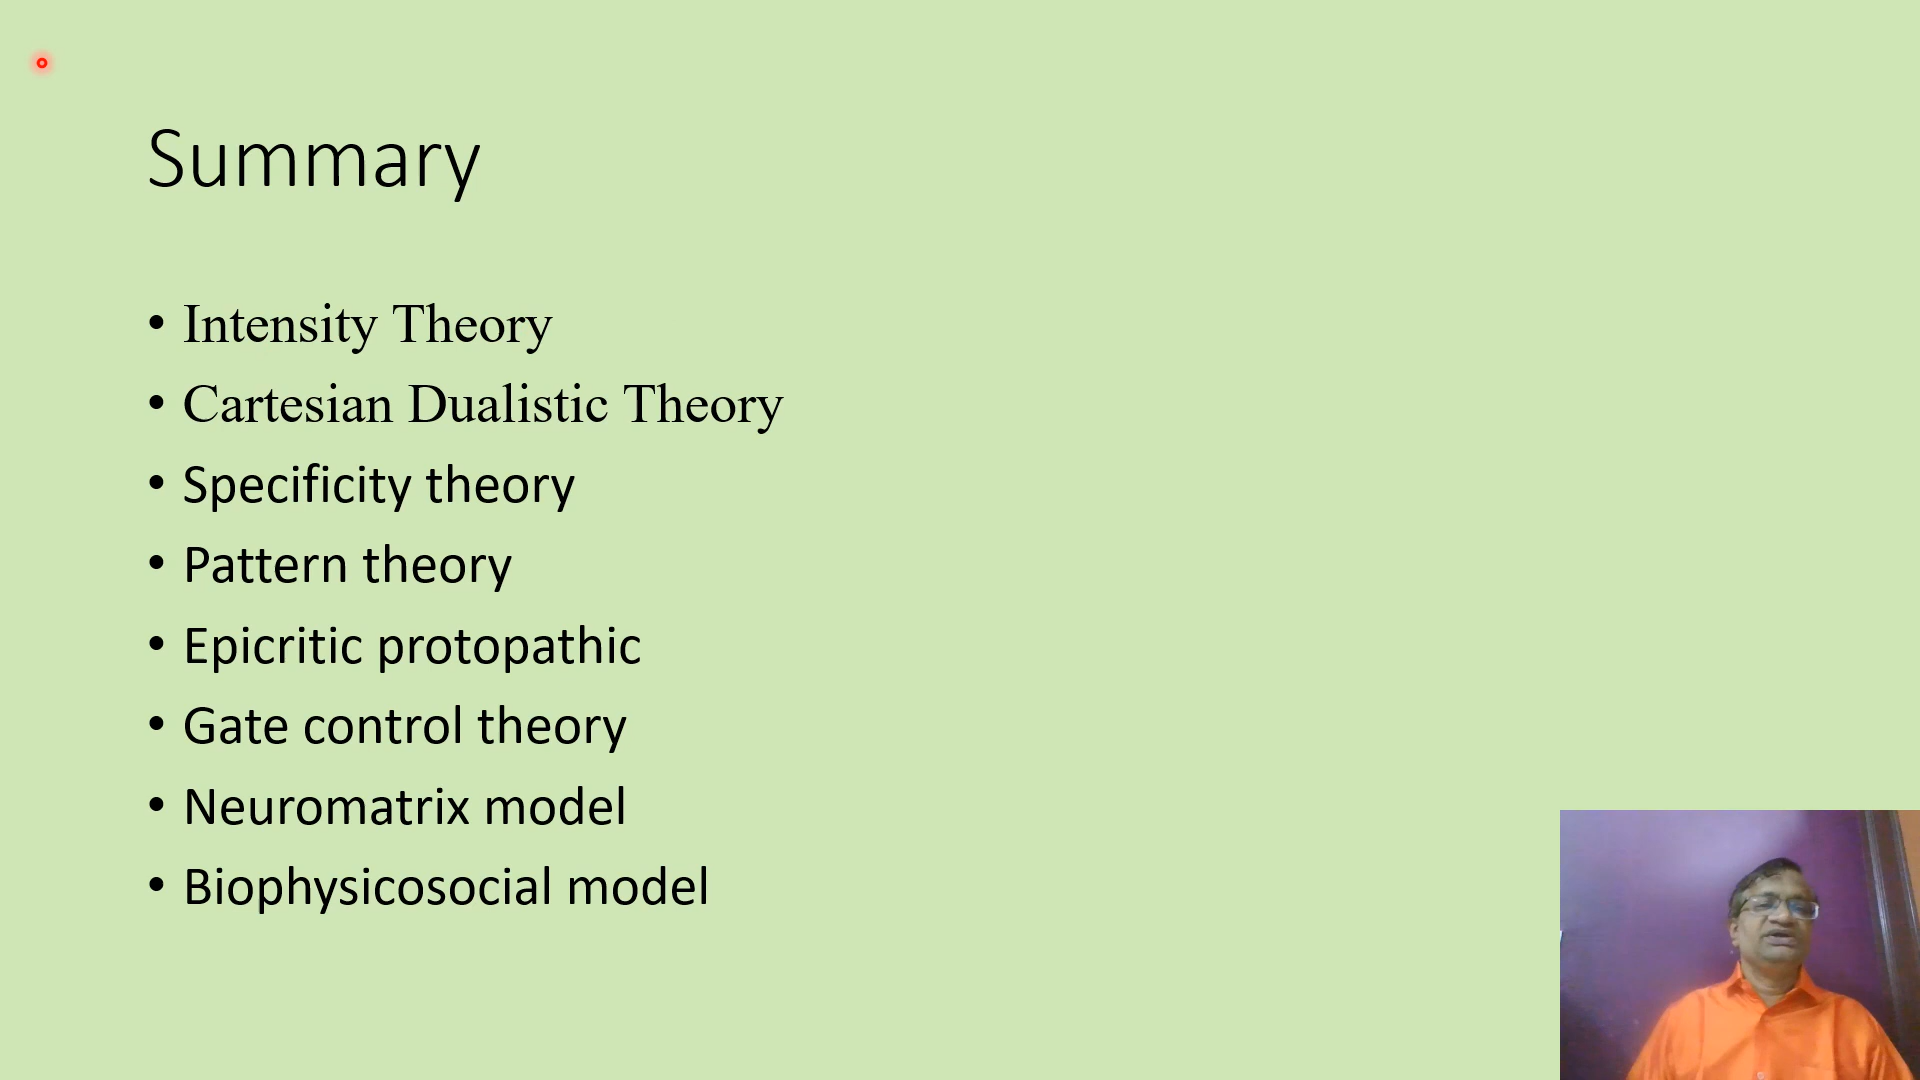 Summary
• Intensity Theory
• Cartesian Dualistic Theory
• Specificity theory
• Pattern theory
• Epicritic protopathic
• Gate control theory
• Neuromatrix model
• Biophysicosocial model